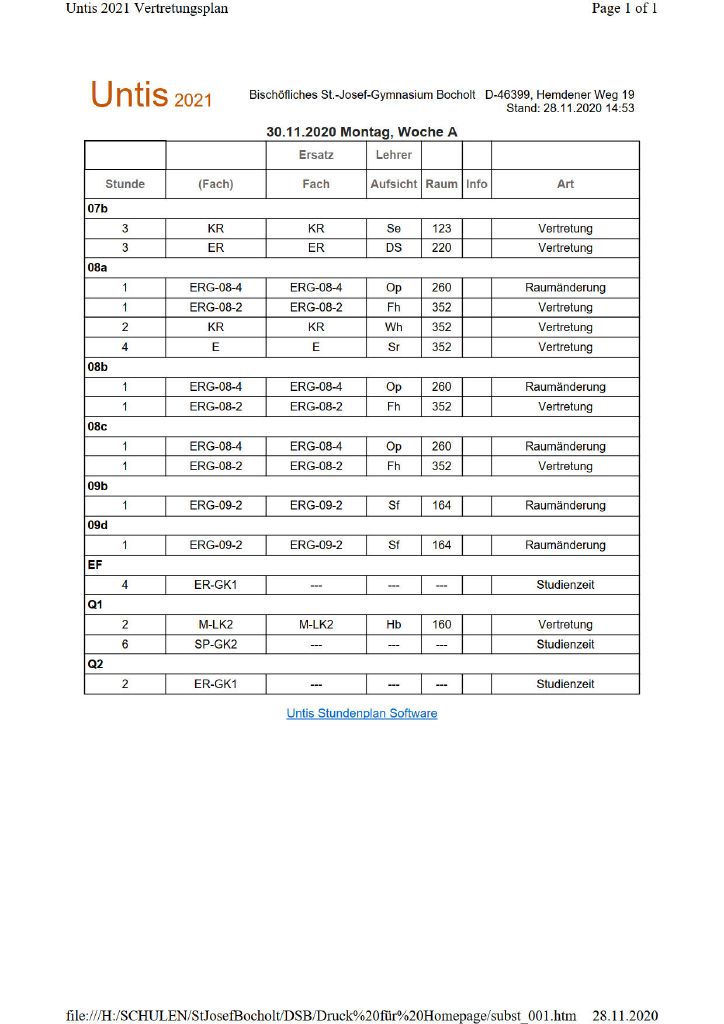 Untis 2021 Vertretungsplan Page 1 of 1
Untis 2021 Bischöfliches St.-Josef-Gymnasium Bocholt D-46399, Hemdener Weg 19
Stand: 28.11.2020 14:53
30.11.2020 Montag, Woche A
Ersatz Lehrer
Stunde (Fach) Fach Aufsicht Raum Info Art
07b
3 KR KR Se 123 Vertretung
3 ER ER DS 220 Vertretung
08a
1 ERG-08-4 ERG-08-4 Op 260 Raumänderung
1 ERG-08-2 ERG-08-2 Fh 352 Vertretung
2 KR KR Wh 352 Vertretung
4 E E Sr 352 Vertretung
08b
1 ERG-08-4 ERG-08-4 Op 260 Raumänderung
1 ERG-08-2 ERG-08-2 Fh 352 Vertretung
08c
1 ERG-08-4 ERG-08-4 Op 260 Raumänderung
1 ERG-08-2 ERG-08-2 Fh 352 Vertretung
09b
1 ERG-09-2 ERG-09-2 Sf 164 Raumänderung
09d
1 ERG-09-2 ERG-09-2 Sf 164 Raumänderung
EF
4 ER-GK1 --- --- --- Studienzeit
Q1
2 M-LK2 M-LK2 Hb 160 Vertretung
6 SP-GK2 --- --- --- Studienzeit
Q2
2 ER-GK1 --- --- --- Studienzeit
Untis Stundenplan Software
file:///H:/SCHULEN/StJosefBocholt/DSB/Druck%20für%20Homepage/subst_001.htm 28.11.2020